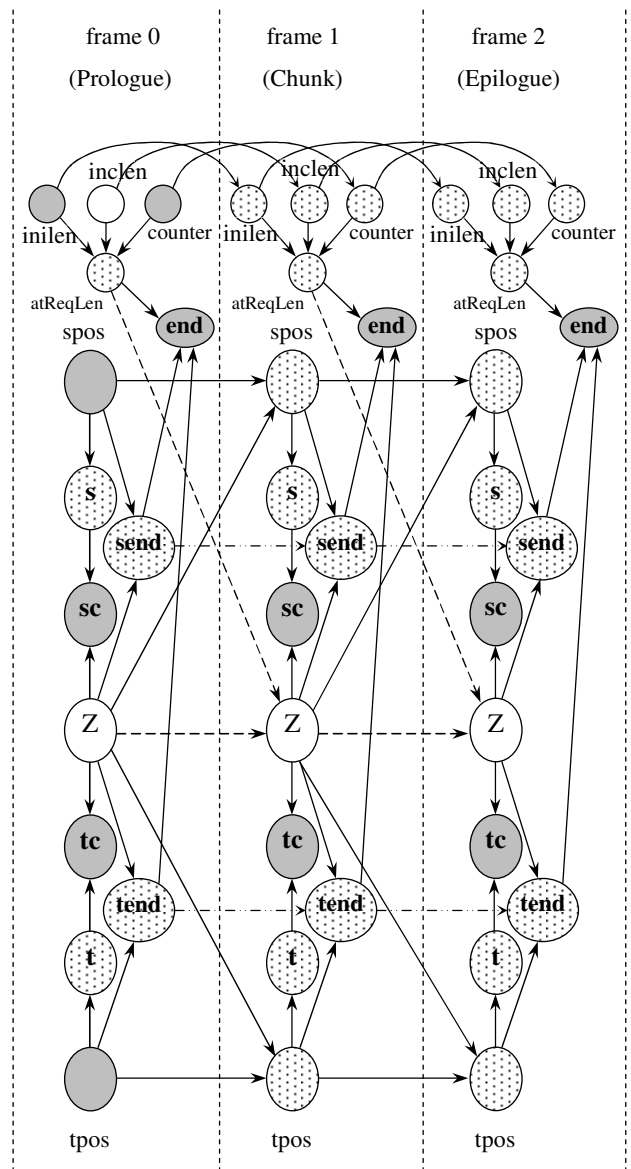 frame 0 frame 1 frame 2
(Prologue) (Chunk) (Epilogue)
inclen inclen inclen
inilen counter inilen counter inilen counter
atReqLen atReqLen atReqLen
end end end
spos spos spos
s s s
send send send
sc sc sc
Z Z Z
tc tc tc
tend tend tend
t t t
tpos tpos tpos